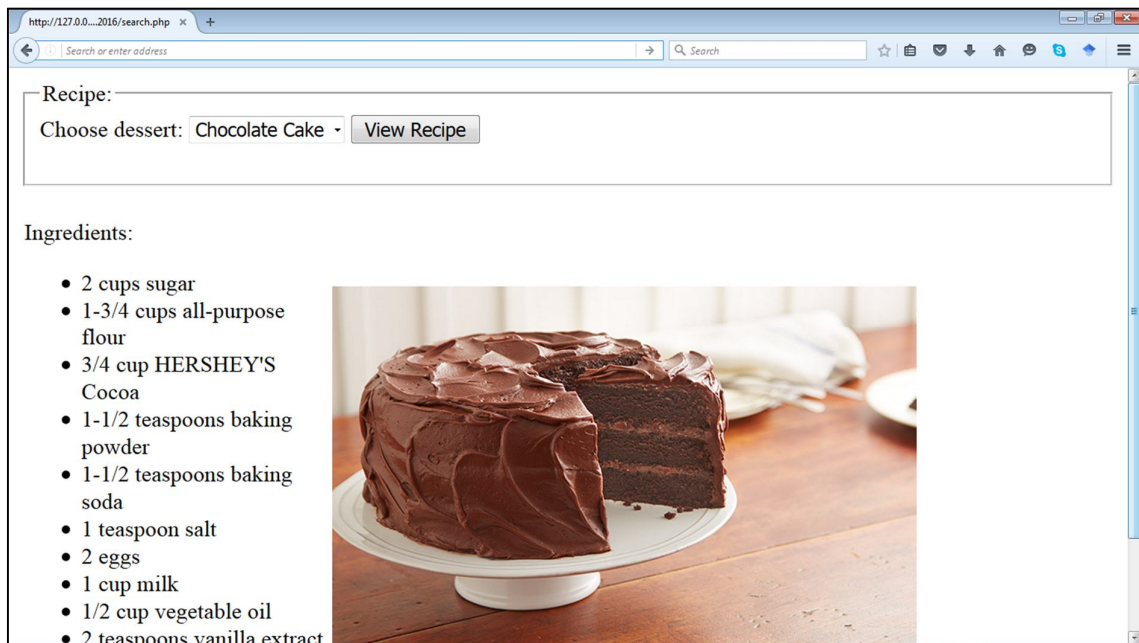 http://127.0.0....2016/search.php × +
Search or enter address
Search
Recipe:
Choose dessert: Chocolate Cake View Recipe
Ingredients:
• 2 cups sugar
• 1-3/4 cups all-purpose
flour
• 3/4 cup HERSHEY'S
Cocoa
• 1-1/2 teaspoons baking
powder
• 1-1/2 teaspoons baking
soda
• 1 teaspoon salt
• 2 eggs
• 1 cup milk
• 1/2 cup vegetable oil
• 2 teaspoons vanilla extract